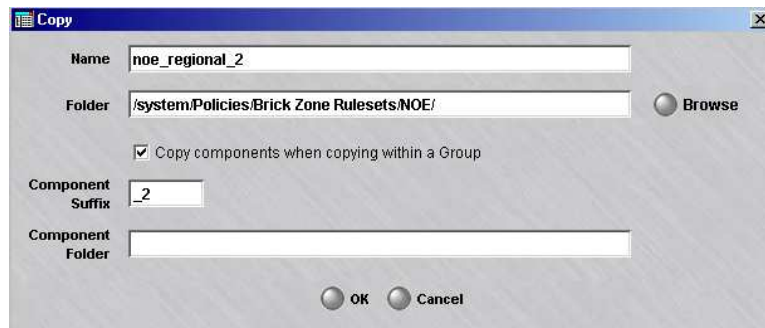 Copy
Name noe_regional_2
Folder /system/Policies/Brick Zone Rulesets/NOE/ Browse
Copy components when copying within a Group
Component
Suffix _2
Component
Folder
OK Cancel